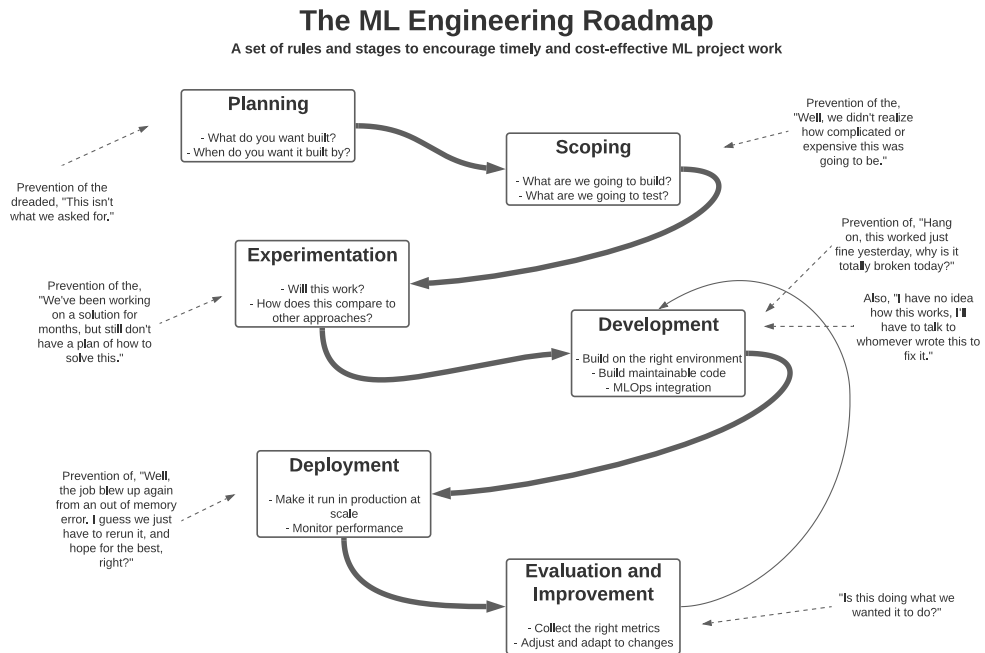 The ML Engineering Roadmap
A set of rules and stages to encourage timely and cost-effective ML project work
Planning
- What do you want built?
- When do you want it built by?
Prevention of the
dreaded, "This isn't
what we asked for."
Scoping
- What are we going to build?
- What are we going to test?
Prevention of the,
"Well, we didn't realize
how complicated or
expensive this was
going to be."
Experimentation
- Will this work?
- How does this compare to
other approaches?
Prevention of the,
"We've been working
on a solution for
months, but still don't
have a plan of how to
solve this."
Development
- Build on the right environment
- Build maintainable code
- MLOps integration
Prevention of, "Hang
on, this worked just
fine yesterday, why is it
totally broken today?"
Also, "I have no idea
how this works, I'll
have to talk to
whomever wrote this to
fix it."
Deployment
- Make it run in production at
scale
- Monitor performance
Prevention of, "Well,
the job blew up again
from an out of memory
error. I guess we just
have to rerun it, and
hope for the best,
right?"
Evaluation and
Improvement
- Collect the right metrics
- Adjust and adapt to changes
"Is this doing what we
wanted it to do?"